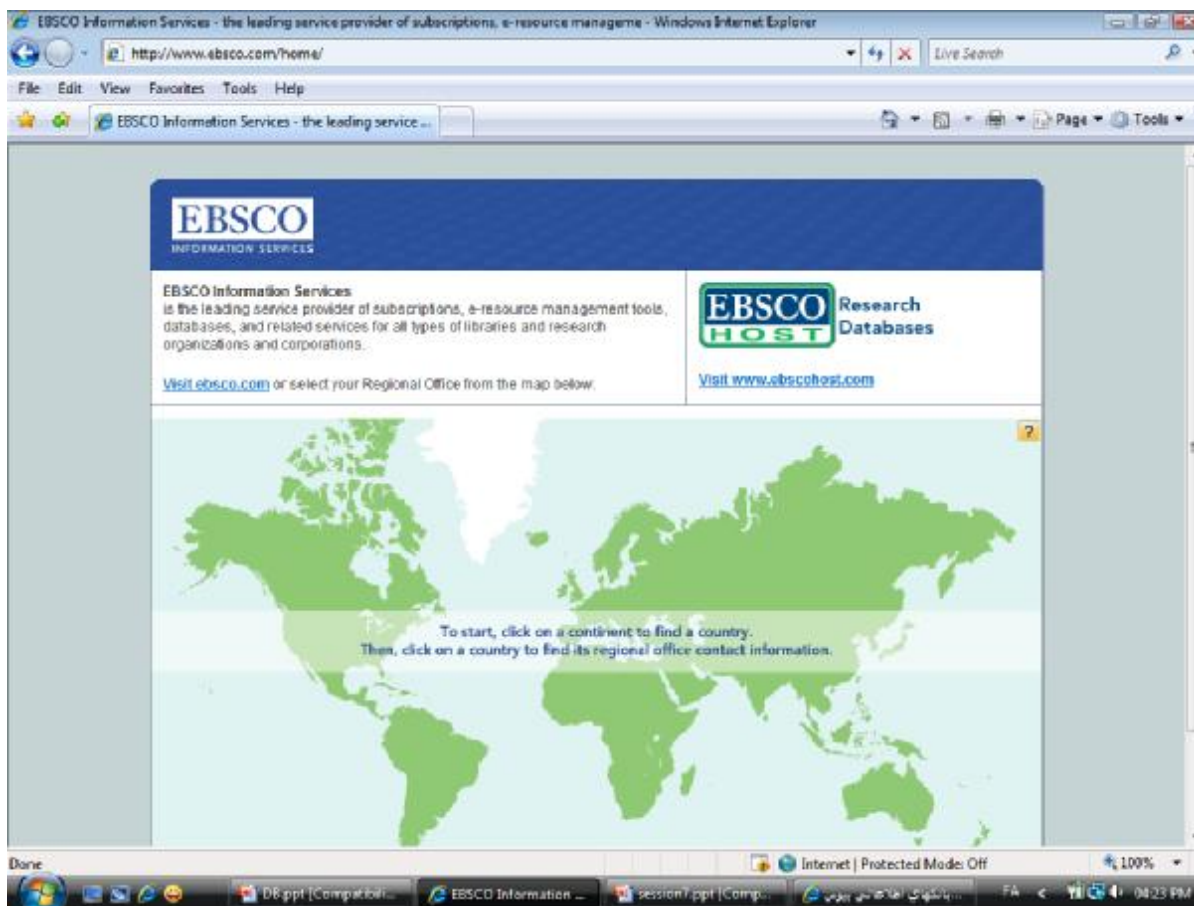 EBSCO Information Services - the leading service provider of subscriptions, e-resource manageme - Windows Internet Explorer
http://www.ebsco.com/home/
Live Search
File Edit View Favorites Tools Help
EBSCO Information Services - the leading service ...
Page Tools
EBSCO
INFORMATION SERVICES
EBSCO Information Services
is the leading service provider of subscriptions, e-resource management tools,
databases, and related services for all types of libraries and research
organizations and corporations.
Visit ebsco.com or select your Regional Office from the map below.
EBSCO
HOST
Research
Databases
Visit www.ebscohost.com
?
To start, click on a continent to find a country.
Then, click on a country to find its regional office contact information.
Done
Internet | Protected Mode: Off
100%
DB.ppt [Compatibili...
EBSCO Information ...
session7.ppt [Comp...
FA
<
04:23 PM